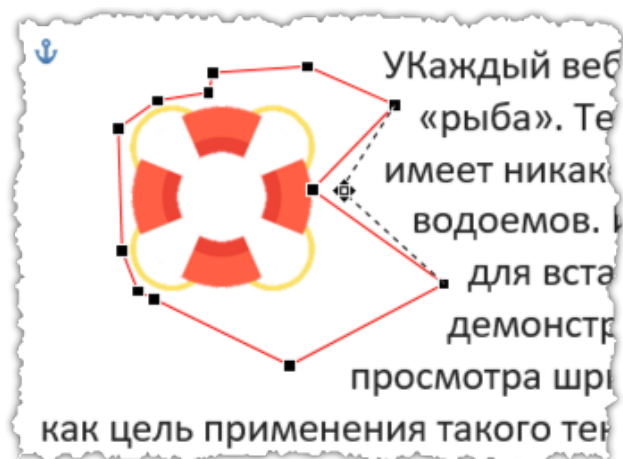 УКаждый веб
«рыба». Те
имеет никак
водоемов.
для вста
демонстр
просмотра шри
как цель применения такого тек